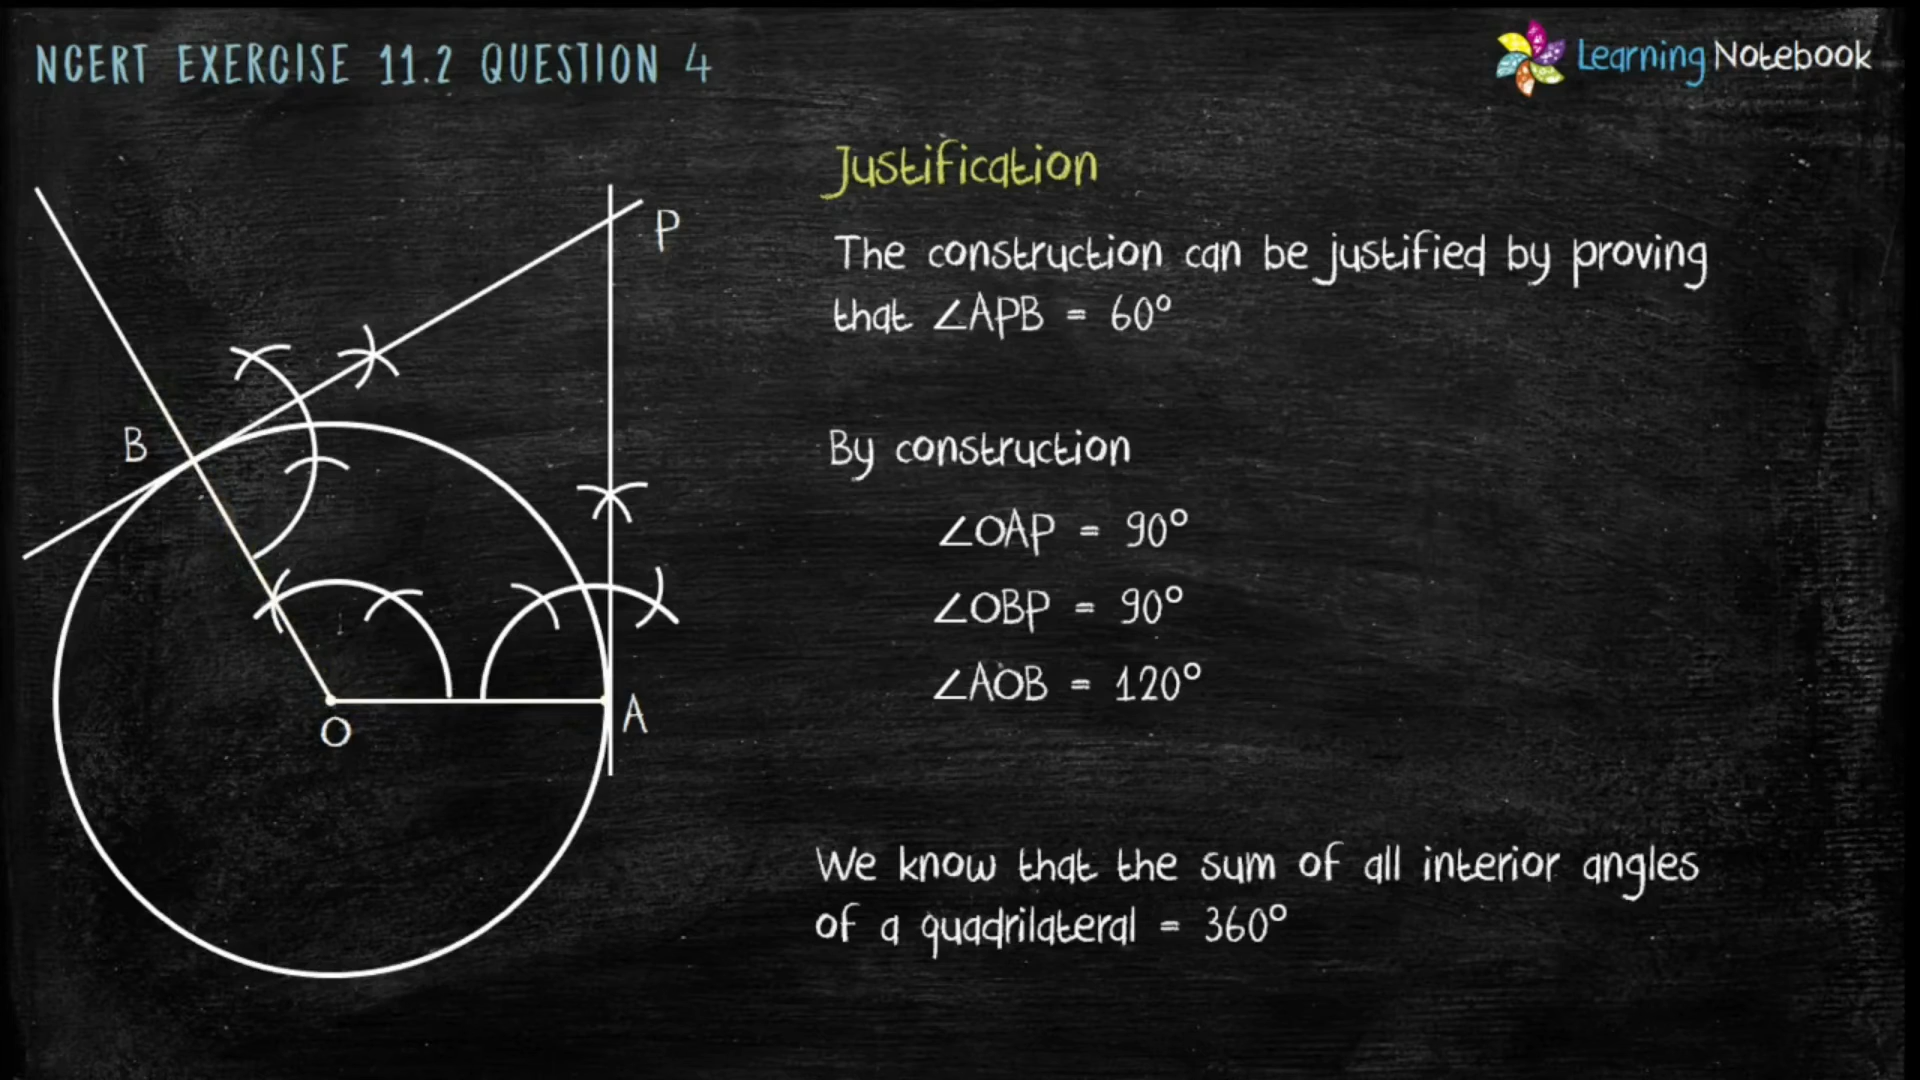 NCERT EXERCISE 11.2 QUESTION 4
Learning Notebook
Justification
The construction can be justified by proving
that ∠APB = 60°
By construction
∠OAP = 90°
∠OBP = 90°
∠AOB = 120°
We know that the sum of all interior angles
of a quadrilateral = 360°
P
B
A
O